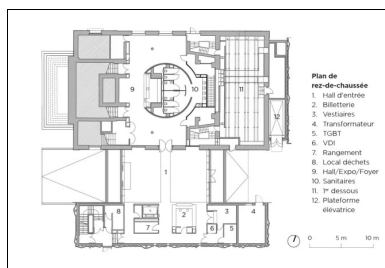 Plan de
rez-de-chaussée
1. Hall d'entrée
2. Billetterie
3. Vestiaires
4. Transformateur
5. TGBT
6. VDI
7. Rangement
8. Local déchets
9. Hall/Expo/Foyer
10. Sanitaires
11. 1er dessous
12. Plateforme
élévatrice
9
10
11
12
1
8
7
2
3
6
5
4
0 5 m 10 m